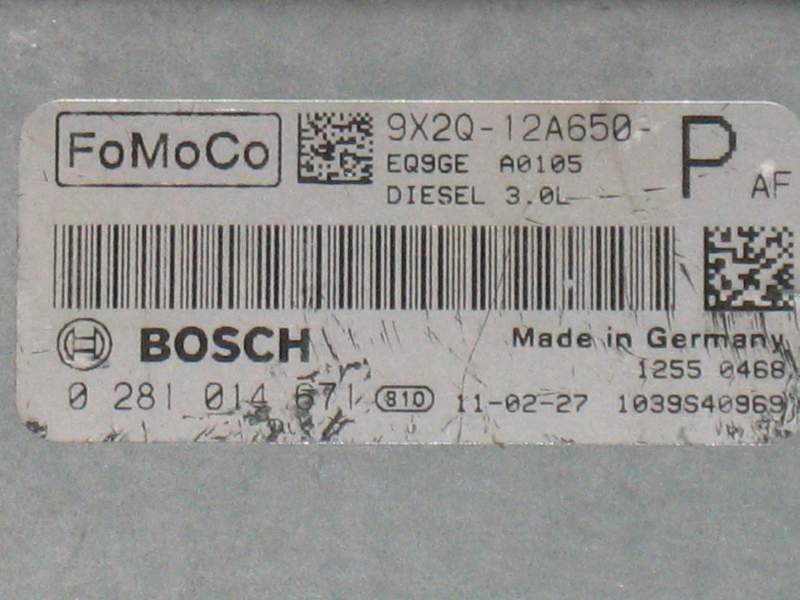 FoMoCo 9X2Q-12A650- P AF
EQ9GE A0105
DIESEL 3.0L
BOSCH Made in Germany
1255 0468
0 281 014 671 810 11-02-27 1039S40969